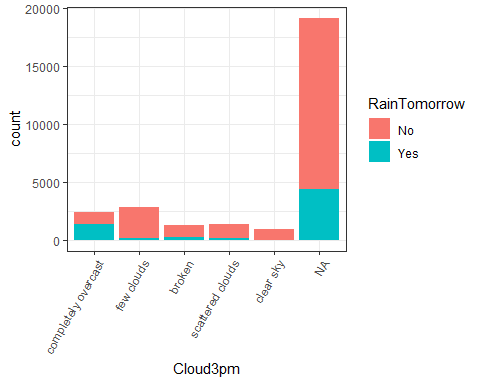 20000
15000
10000
5000
0
count
completely overcast
few clouds
broken
scattered clouds
clear sky
NA
Cloud3pm
RainTomorrow
No
Yes